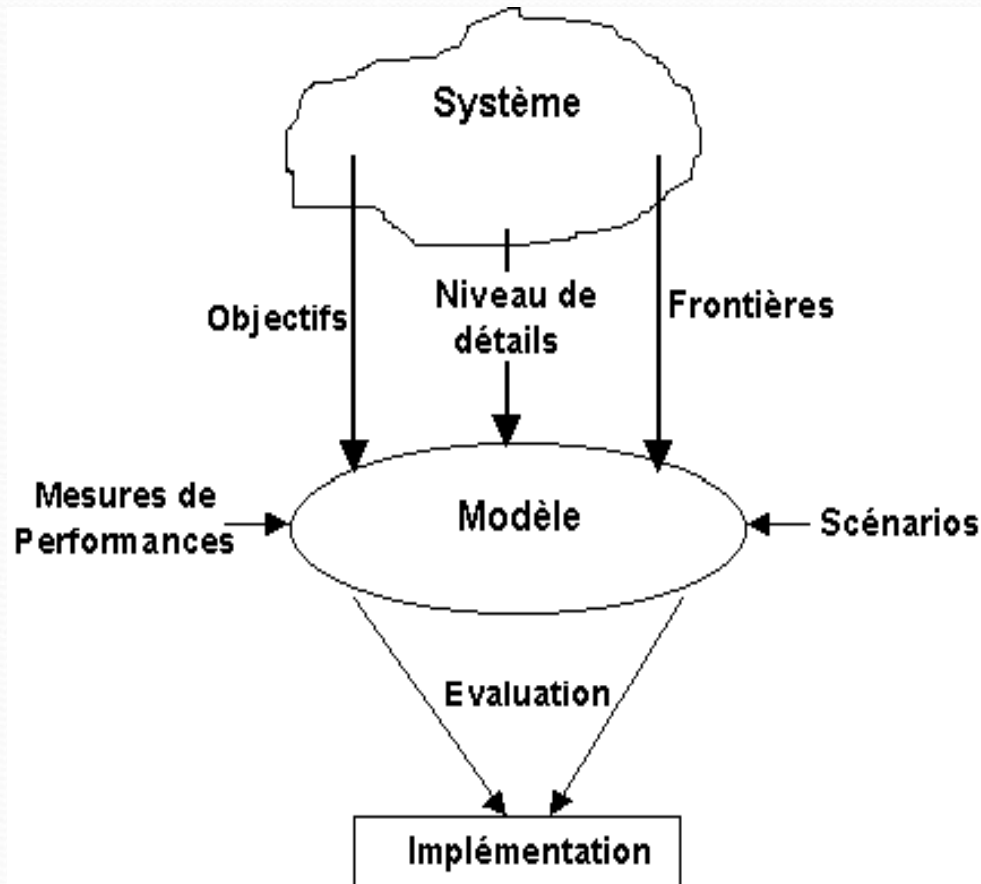 Système
Objectifs
Niveau de
détails
Frontières
Mesures de
Performances
Modèle
Scénarios
Evaluation
Implémentation